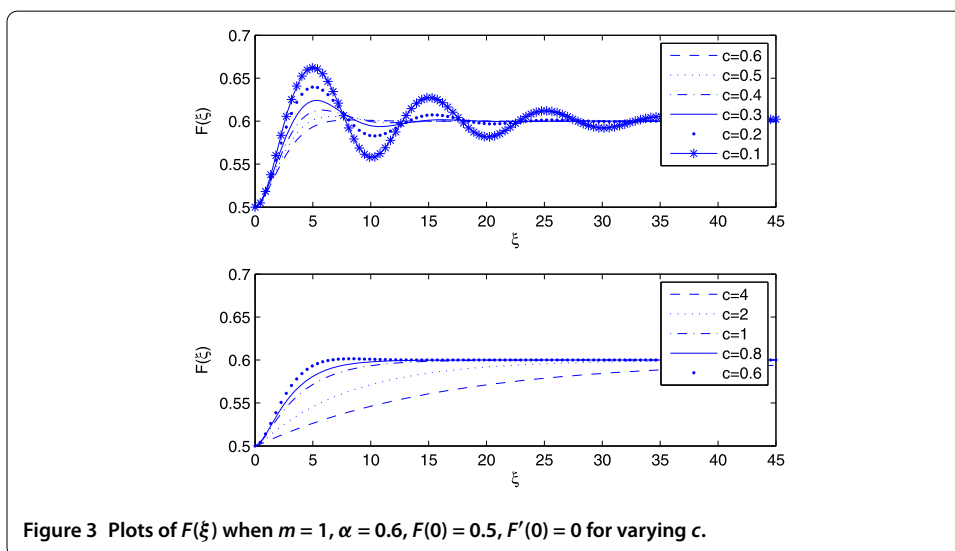 0.7
0.65
0.6
0.55
0.5
F(ξ)
0 5 10 15 20 25 30 35 40 45
ξ
c=0.6
c=0.5
c=0.4
c=0.3
c=0.2
c=0.1
0.7
0.65
0.6
0.55
0.5
F(ξ)
0 5 10 15 20 25 30 35 40 45
ξ
c=4
c=2
c=1
c=0.8
c=0.6
Figure 3 Plots of F(ξ) when m = 1, α = 0.6, F(0) = 0.5, F′(0) = 0 for varying c.